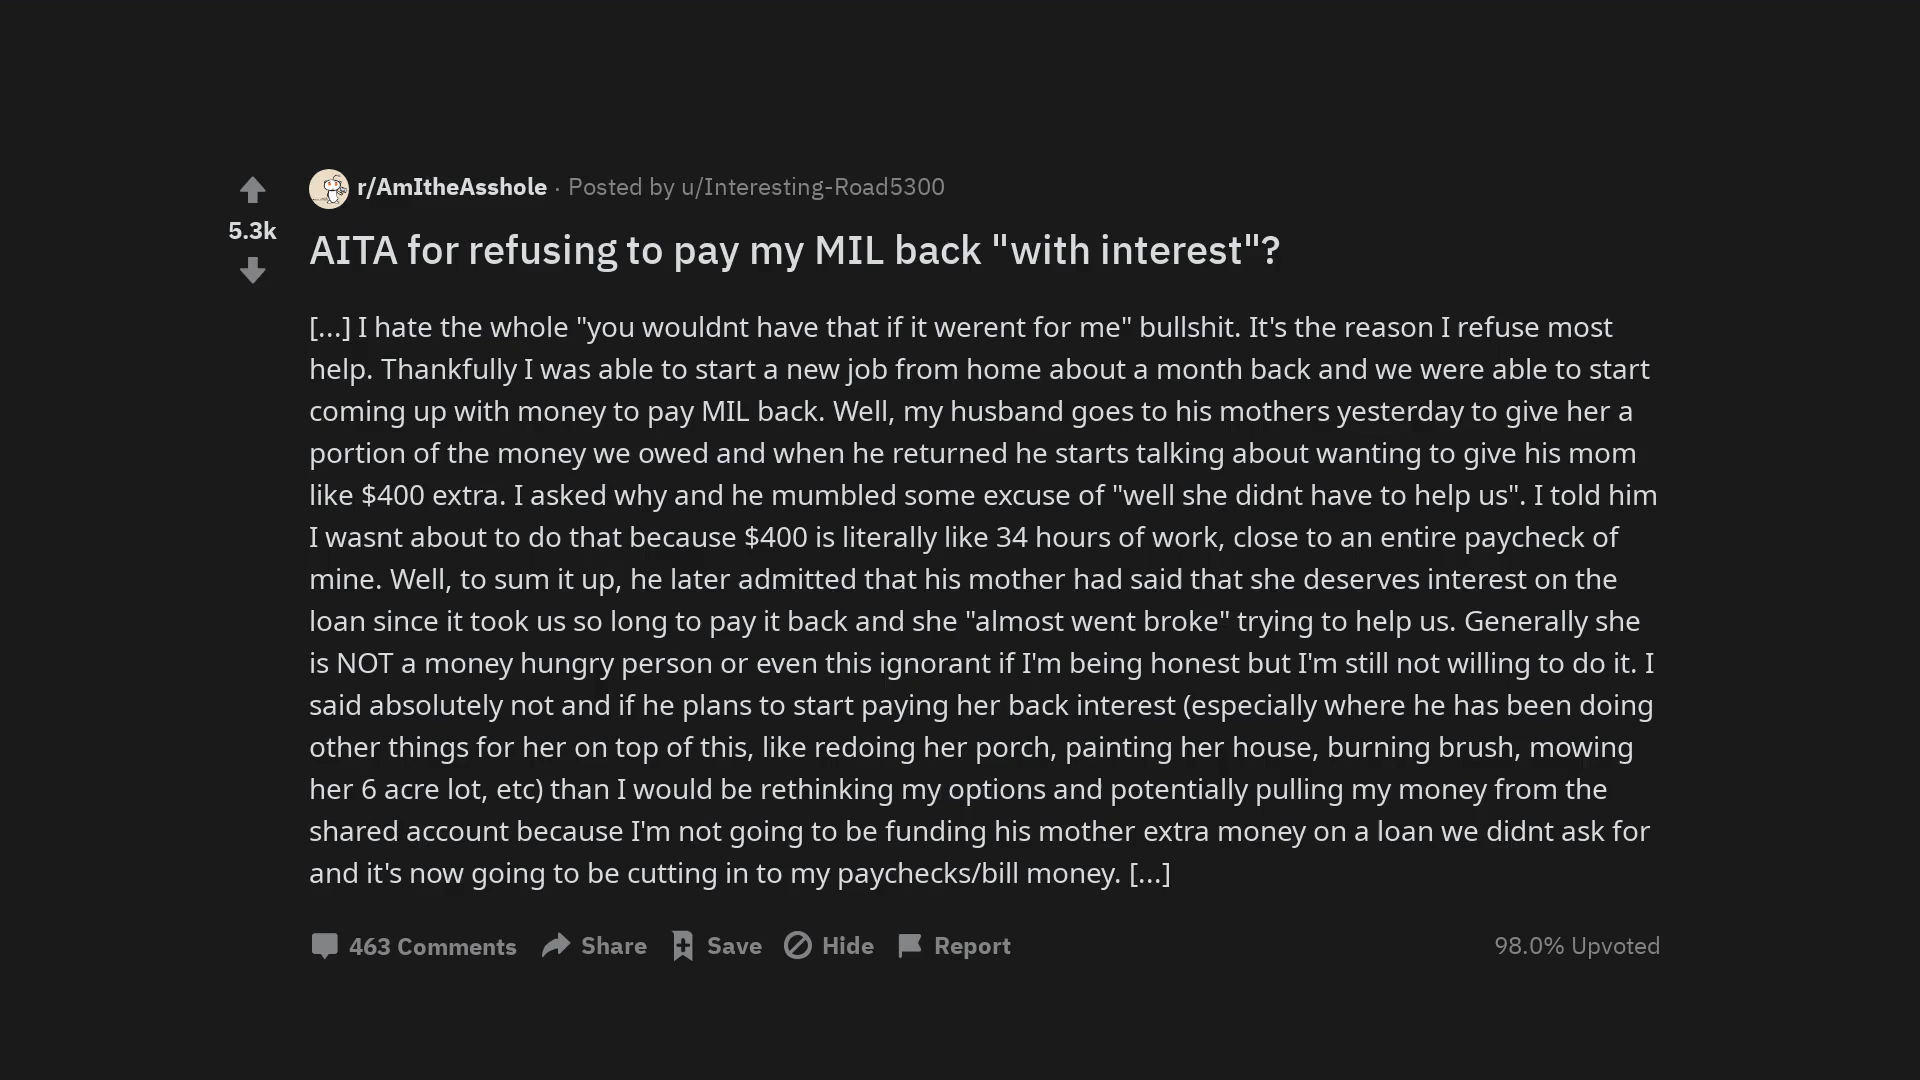 r/AmItheAsshole · Posted by u/Interesting-Road5300
5.3k
AITA for refusing to pay my MIL back "with interest"?
[...] I hate the whole "you wouldnt have that if it werent for me" bullshit. It's the reason I refuse most
help. Thankfully I was able to start a new job from home about a month back and we were able to start
coming up with money to pay MIL back. Well, my husband goes to his mothers yesterday to give her a
portion of the money we owed and when he returned he starts talking about wanting to give his mom
like $400 extra. I asked why and he mumbled some excuse of "well she didnt have to help us". I told him
I wasnt about to do that because $400 is literally like 34 hours of work, close to an entire paycheck of
mine. Well, to sum it up, he later admitted that his mother had said that she deserves interest on the
loan since it took us so long to pay it back and she "almost went broke" trying to help us. Generally she
is NOT a money hungry person or even this ignorant if I'm being honest but I'm still not willing to do it. I
said absolutely not and if he plans to start paying her back interest (especially where he has been doing
other things for her on top of this, like redoing her porch, painting her house, burning brush, mowing
her 6 acre lot, etc) than I would be rethinking my options and potentially pulling my money from the
shared account because I'm not going to be funding his mother extra money on a loan we didnt ask for
and it's now going to be cutting in to my paychecks/bill money. [...]
463 Comments Share Save Hide Report 98.0% Upvoted